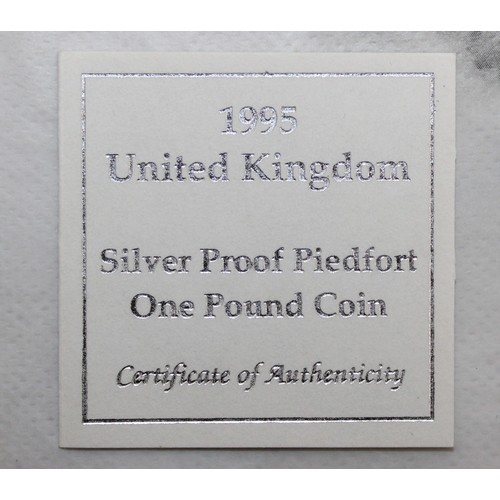 1995
United Kingdom
Silver Proof Piedfort
One Pound Coin
Certificate of Authenticity